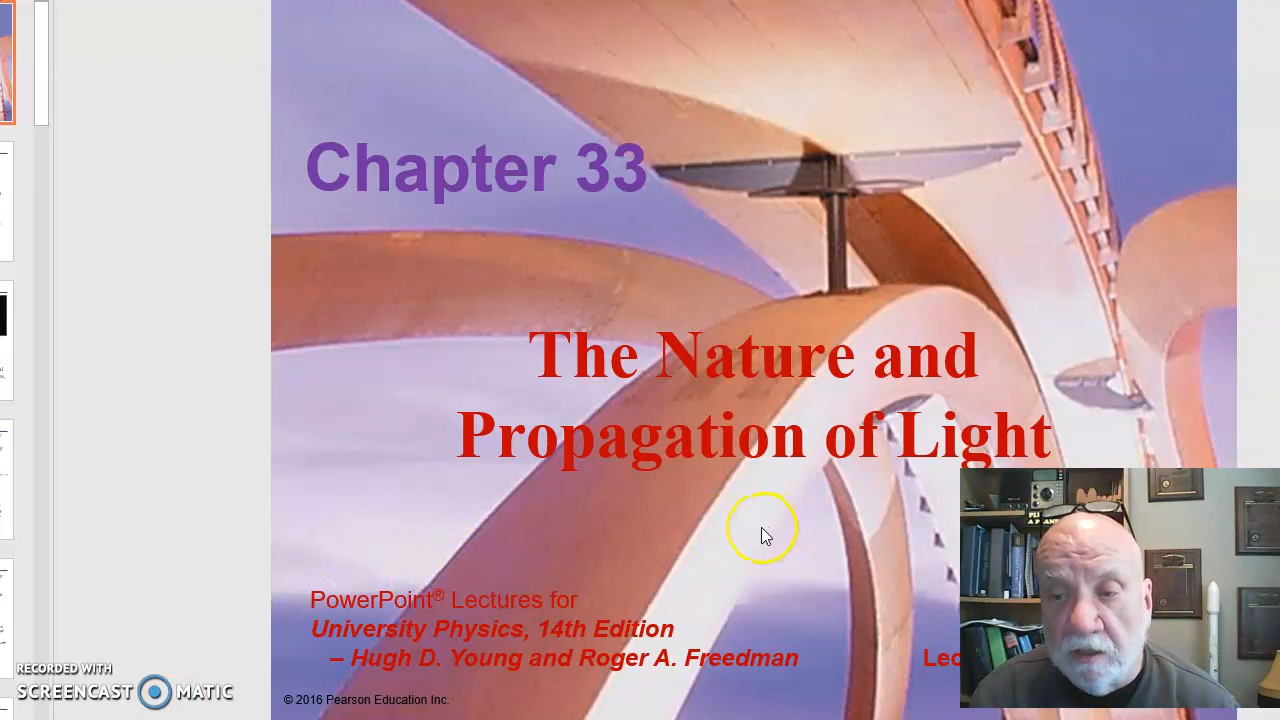 Chapter 33
The Nature and
Propagation of Light
PowerPoint® Lectures for
University Physics, 14th Edition
– Hugh D. Young and Roger A. Freedman
Lec
© 2016 Pearson Education Inc.
RECORDED WITH
SCREENCAST MATIC